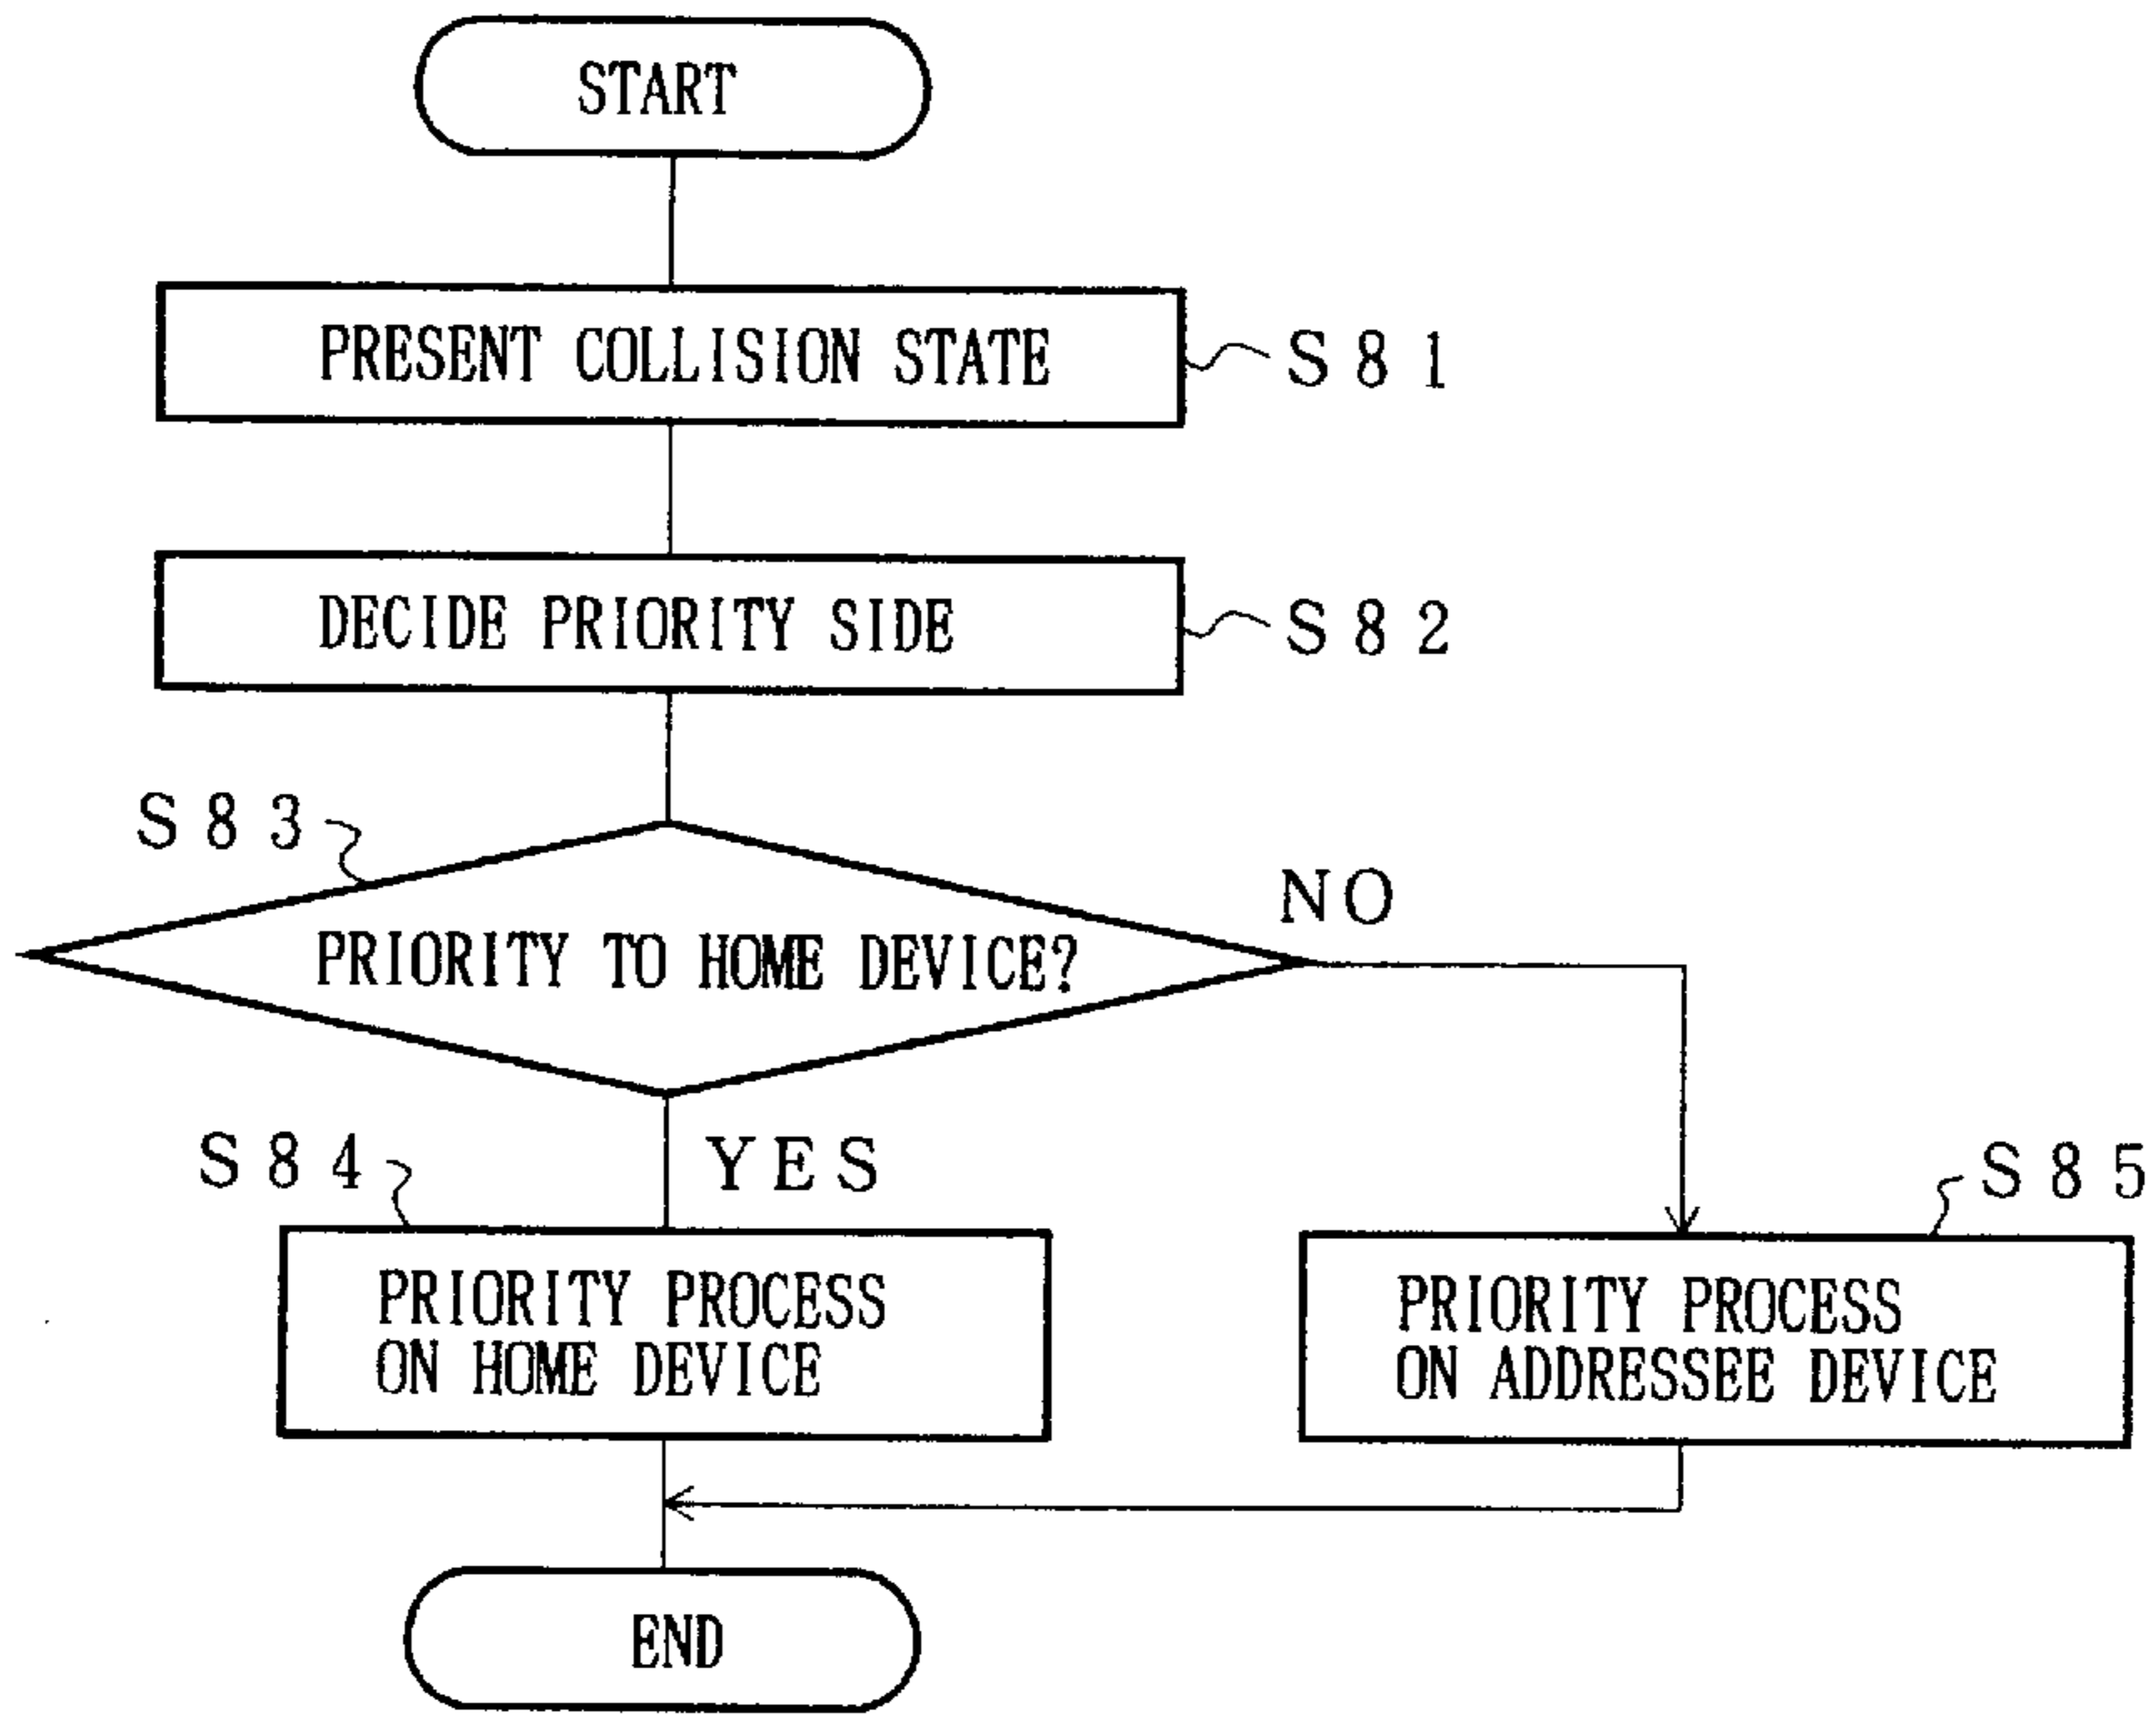 START
PRESENT COLLISION STATE
S81
DECIDE PRIORITY SIDE
S82
S83
PRIORITY TO HOME DEVICE?
NO
YES
S84
PRIORITY PROCESS
ON HOME DEVICE
S85
PRIORITY PROCESS
ON ADDRESSEE DEVICE
END